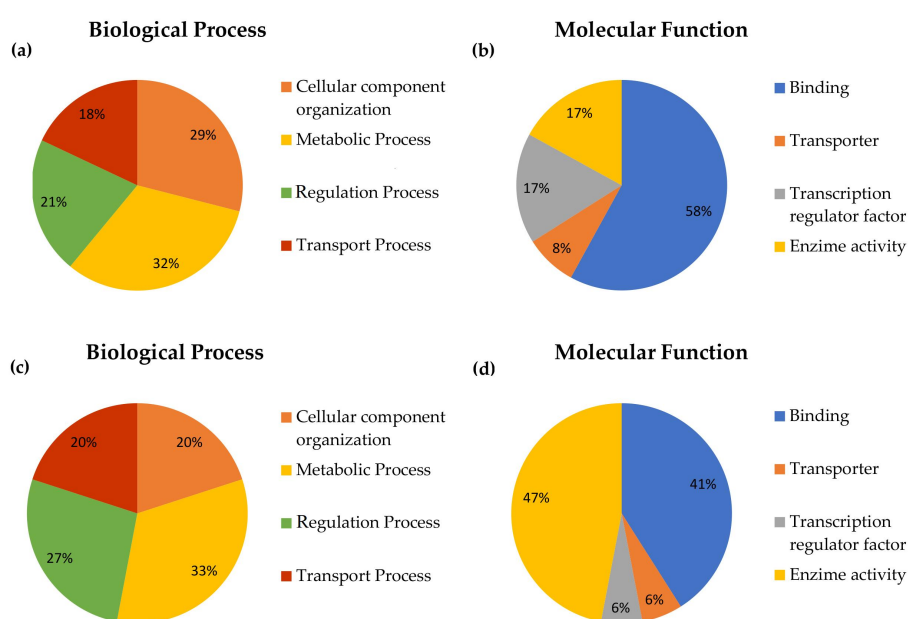 Biological Process
(a)
18%
29%
21%
32%
Cellular component
organization
Metabolic Process
Regulation Process
Transport Process
Molecular Function
(b)
17%
17%
58%
8%
Binding
Transporter
Transcription
regulator factor
Enzime activity
Biological Process
(c)
20%
20%
27%
33%
Cellular component
organization
Metabolic Process
Regulation Process
Transport Process
Molecular Function
(d)
47%
41%
6%
6%
Binding
Transporter
Transcription
regulator factor
Enzime activity